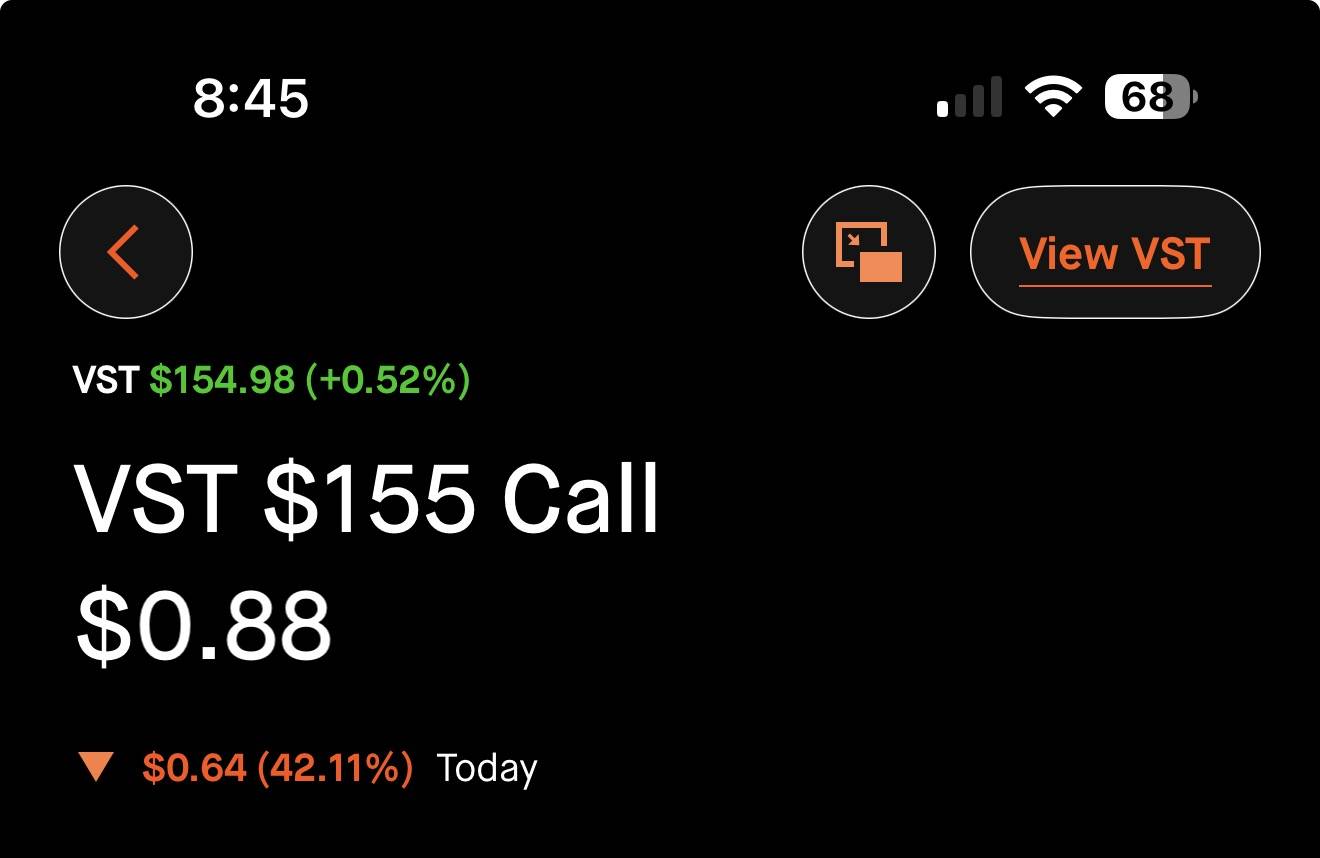 8:45 68
View VST
VST $154.98 (+0.52%)
VST $155 Call
$0.88
▼ $0.64 (42.11%) Today